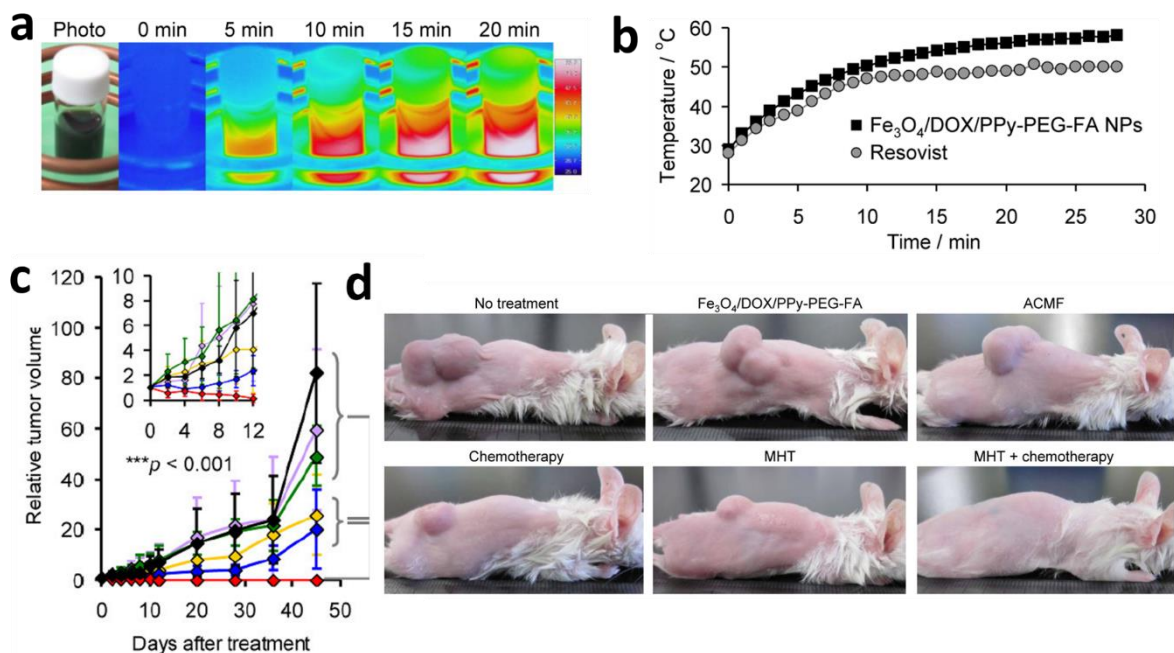 a
Photo 0 min 5 min 10 min 15 min 20 min
b
Temperature / °C
60
50
40
30
20
Fe₃O₄/DOX/PPy-PEG-FA NPs
Resovist
0 5 10 15 20 25 30
Time / min
c
Relative tumor volume
120
100
80
60
40
20
0
10
8
6
4
2
1
0
0 4 8 12
***p < 0.001
0 10 20 30 40 50
Days after treatment
d
No treatment Fe₃O₄/DOX/PPy-PEG-FA ACMF
Chemotherapy MHT MHT + chemotherapy